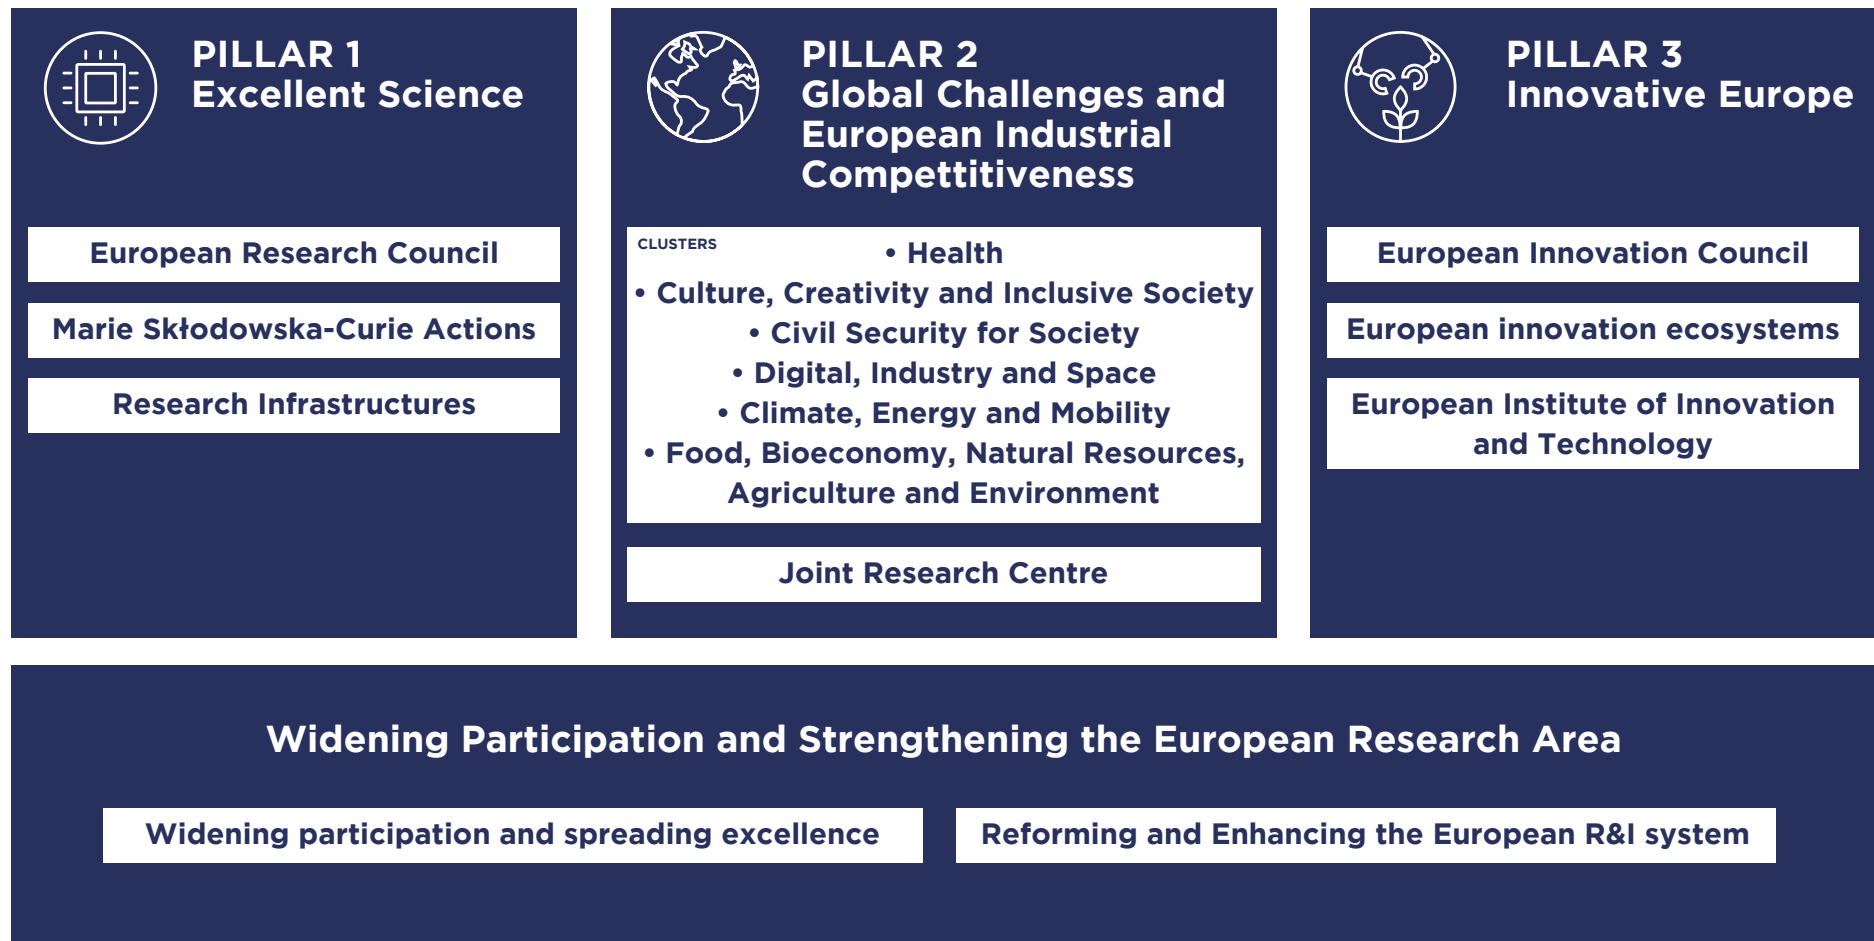 PILLAR 1
Excellent Science
European Research Council
Marie Skłodowska-Curie Actions
Research Infrastructures
PILLAR 2
Global Challenges and
European Industrial
Compettitiveness
CLUSTERS
• Health
• Culture, Creativity and Inclusive Society
• Civil Security for Society
• Digital, Industry and Space
• Climate, Energy and Mobility
• Food, Bioeconomy, Natural Resources,
Agriculture and Environment
Joint Research Centre
PILLAR 3
Innovative Europe
European Innovation Council
European innovation ecosystems
European Institute of Innovation
and Technology
Widening Participation and Strengthening the European Research Area
Widening participation and spreading excellence
Reforming and Enhancing the European R&I system